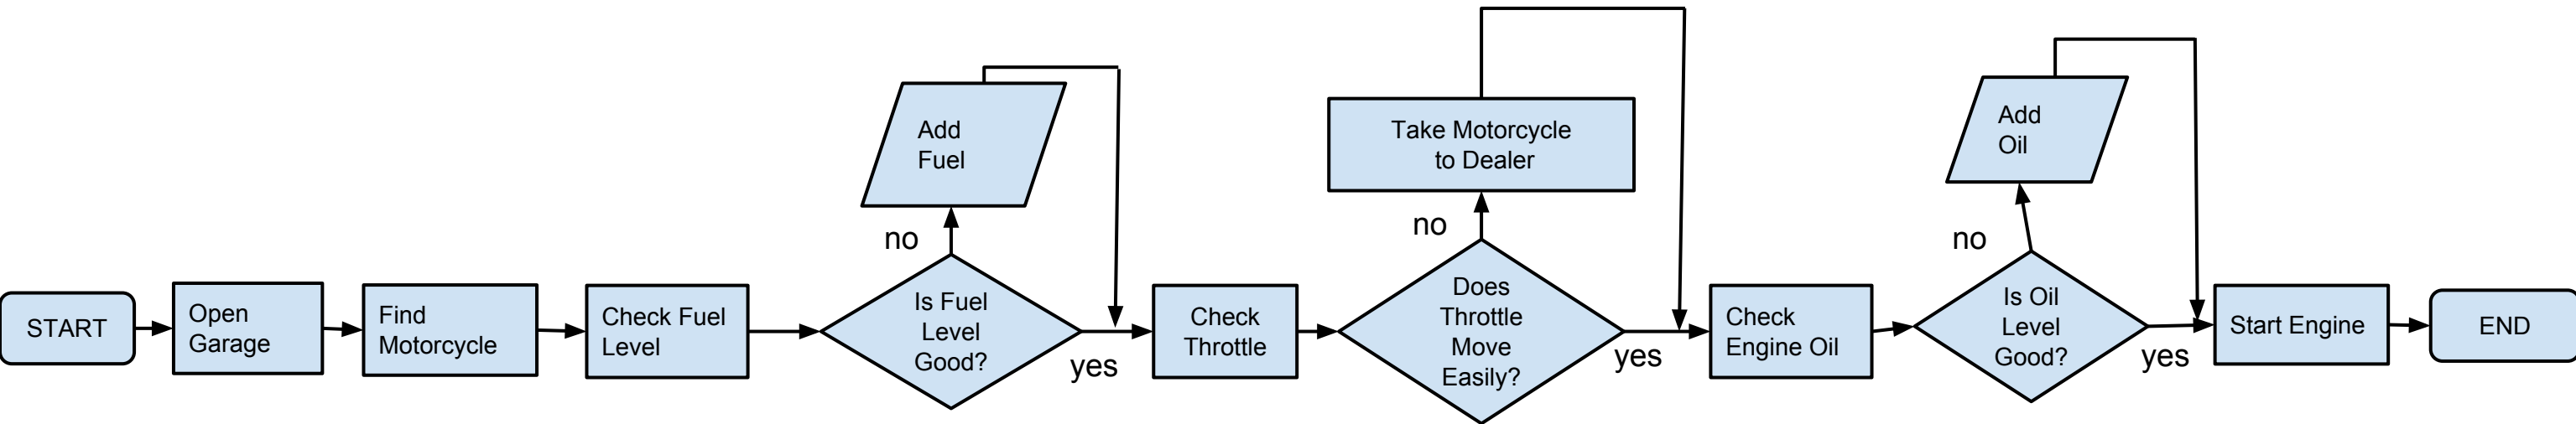 START
Open
Garage
Find
Motorcycle
Check Fuel
Level
Is Fuel
Level
Good?
no
Add
Fuel
yes
Check
Throttle
Does
Throttle
Move
Easily?
no
Take Motorcycle
to Dealer
yes
Check
Engine Oil
Is Oil
Level
Good?
no
Add
Oil
yes
Start Engine
END